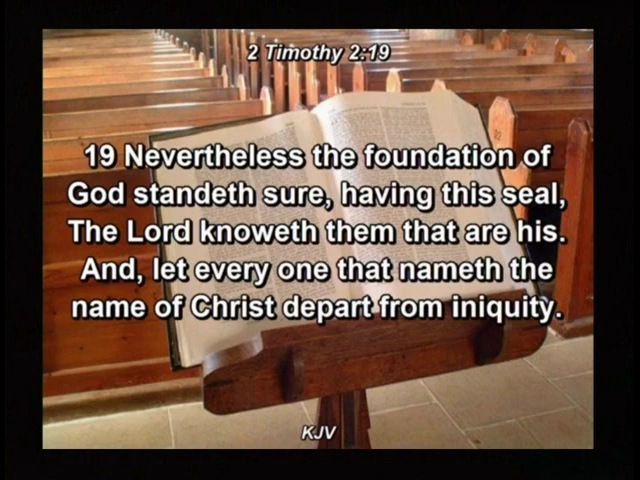 2 Timothy 2:19
19 Nevertheless the foundation of
God standeth sure, having this seal,
The Lord knoweth them that are his.
And, let every one that nameth the
name of Christ depart from iniquity.
KJV